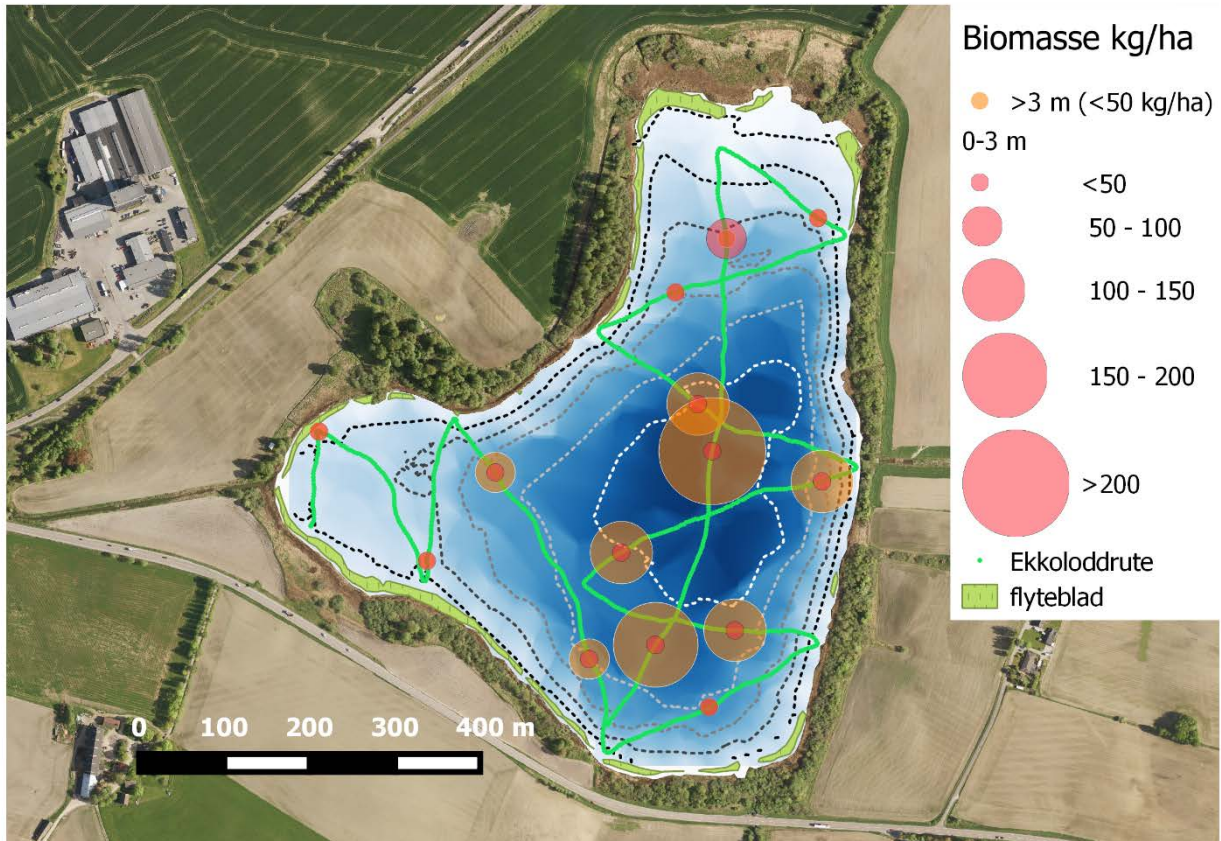 Biomasse kg/ha
>3 m (<50 kg/ha)
0-3 m
<50
50 - 100
100 - 150
150 - 200
>200
Ekkoloddrute
flyteblad
0 100 200 300 400 m